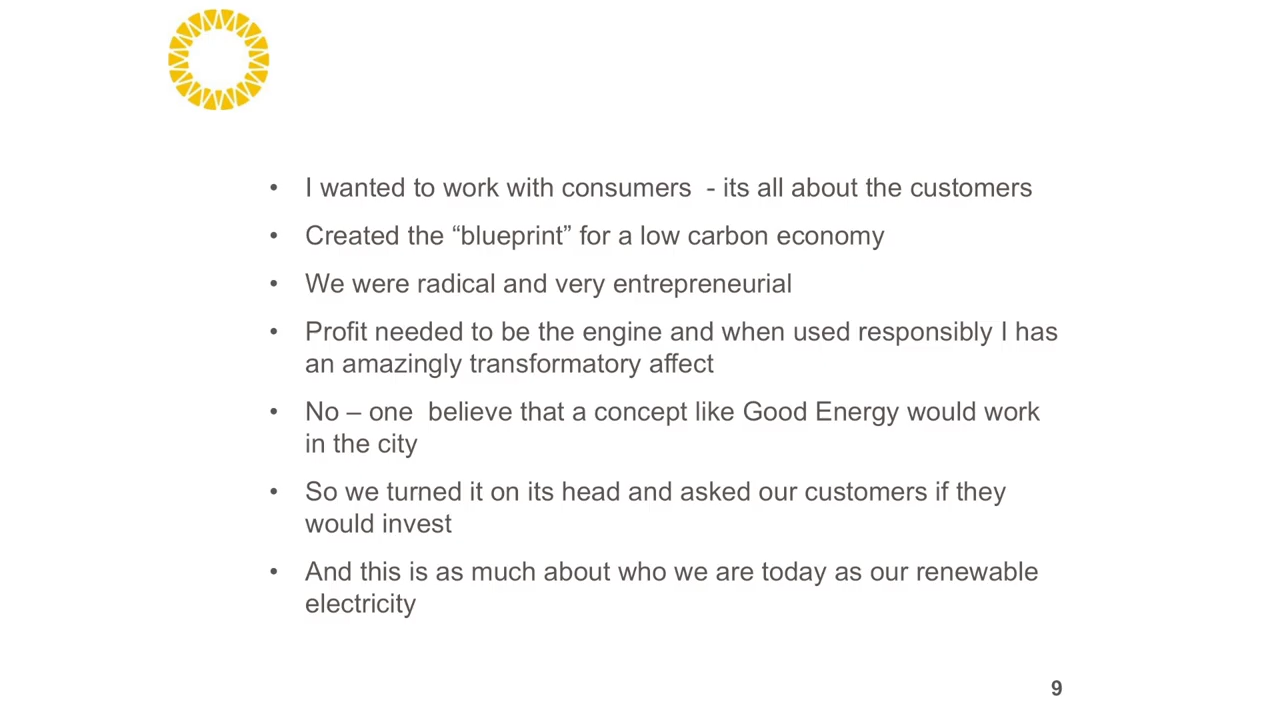 • I wanted to work with consumers  - its all about the customers
• Created the “blueprint” for a low carbon economy
• We were radical and very entrepreneurial
• Profit needed to be the engine and when used responsibly I has
an amazingly transformatory affect
• No – one  believe that a concept like Good Energy would work
in the city
• So we turned it on its head and asked our customers if they
would invest
• And this is as much about who we are today as our renewable
electricity
9